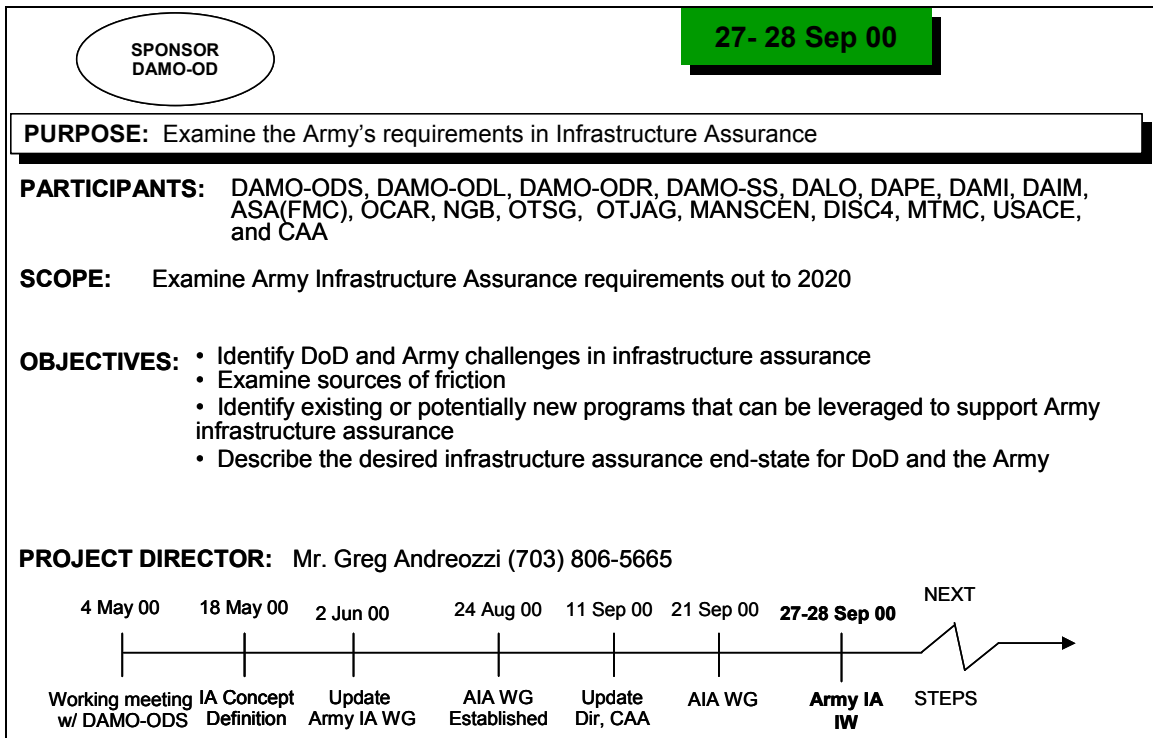 SPONSOR
DAMO-OD
27- 28 Sep 00
PURPOSE: Examine the Army's requirements in Infrastructure Assurance
PARTICIPANTS: DAMO-ODS, DAMO-ODL, DAMO-ODR, DAMO-SS, DALO, DAPE, DAMI, DAIM,
ASA(FMC), OCAR, NGB, OTSG, OTJAG, MANSCEN, DISC4, MTMC, USACE,
and CAA
SCOPE: Examine Army Infrastructure Assurance requirements out to 2020
OBJECTIVES: • Identify DoD and Army challenges in infrastructure assurance
• Examine sources of friction
• Identify existing or potentially new programs that can be leveraged to support Army
infrastructure assurance
• Describe the desired infrastructure assurance end-state for DoD and the Army
PROJECT DIRECTOR: Mr. Greg Andreozzi (703) 806-5665
4 May 00 18 May 00 2 Jun 00 24 Aug 00 11 Sep 00 21 Sep 00 27-28 Sep 00 NEXT
Working meeting IA Concept Update AIA WG Update AIA WG Army IA STEPS
w/ DAMO-ODS Definition Army IA WG Established Dir, CAA IW